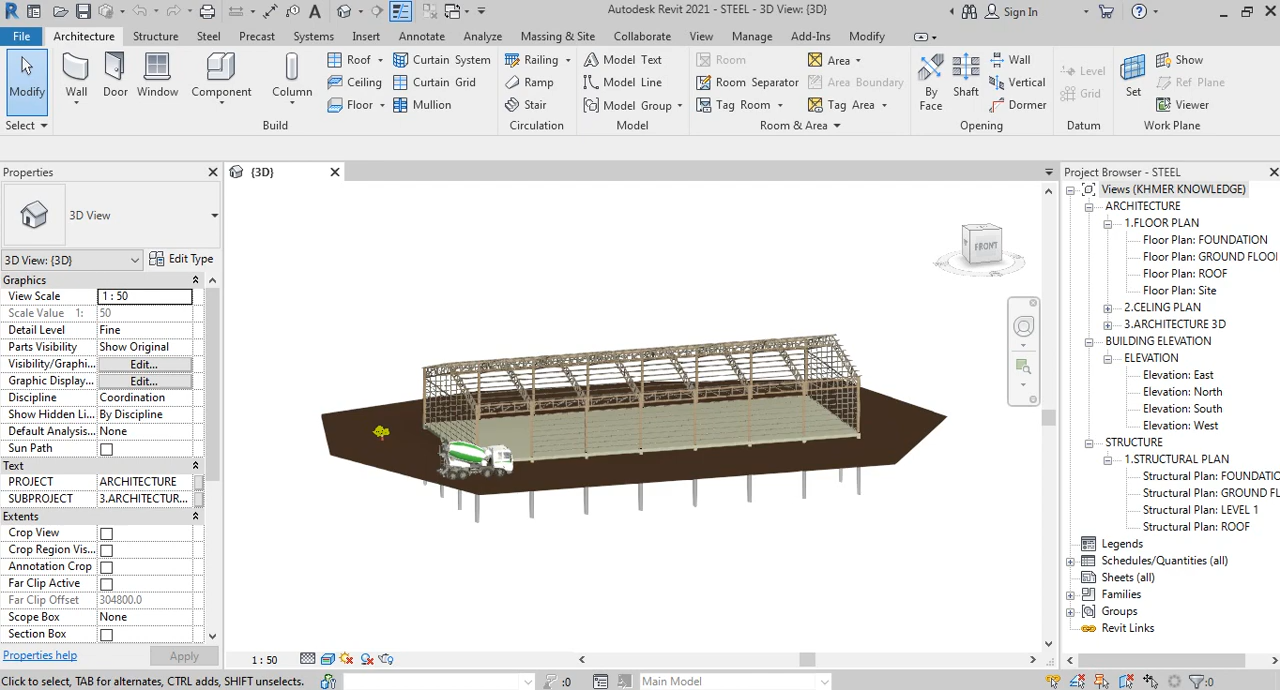 Autodesk Revit 2021 - STEEL - 3D View: {3D}
Sign In
File Architecture Structure Steel Precast Systems Insert Annotate Analyze Massing & Site Collaborate View Manage Add-Ins Modify
Modify Wall Door Window Component Column
Roof Curtain System Railing Model Text Room Area Wall Level Show
Ceiling Curtain Grid Ramp Model Line Room Separator Area Boundary Vertical Grid Ref Plane
Floor Mullion Stair Model Group Tag Room Tag Area Dormer Viewer
By Face Shaft Set
Select Build Circulation Model Room & Area Opening Datum Work Plane
Properties
3D View
3D View: {3D} Edit Type
Graphics
View Scale 1 : 50
Scale Value 1: 50
Detail Level Fine
Parts Visibility Show Original
Visibility/Graphi... Edit...
Graphic Display... Edit...
Discipline Coordination
Show Hidden Li... By Discipline
Default Analysis... None
Sun Path
Text
PROJECT ARCHITECTURE
SUBPROJECT 3.ARCHITECTUR...
Extents
Crop View
Crop Region Vis...
Annotation Crop
Far Clip Active
Far Clip Offset 304800.0
Scope Box None
Section Box
Properties help Apply
{3D}
FRONT
1 : 50
Project Browser - STEEL
Views (KHMER KNOWLEDGE)
ARCHITECTURE
1.FLOOR PLAN
Floor Plan: FOUNDATION
Floor Plan: GROUND FLOOI
Floor Plan: ROOF
Floor Plan: Site
2.CELING PLAN
3.ARCHITECTURE 3D
BUILDING ELEVATION
ELEVATION
Elevation: East
Elevation: North
Elevation: South
Elevation: West
STRUCTURE
1.STRUCTURAL PLAN
Structural Plan: FOUNDATIC
Structural Plan: GROUND FL
Structural Plan: LEVEL 1
Structural Plan: ROOF
Legends
Schedules/Quantities (all)
Sheets (all)
Families
Groups
Revit Links
Click to select, TAB for alternates, CTRL adds, SHIFT unselects. :0 Main Model :0